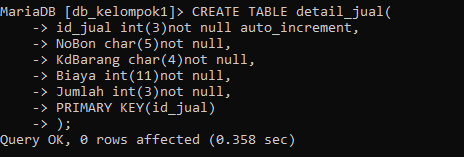 MariaDB [db_kelompok1]> CREATE TABLE detail_jual(
    -> id_jual int(3)not null auto_increment,
    -> NoBon char(5)not null,
    -> KdBarang char(4)not null,
    -> Biaya int(11)not null,
    -> Jumlah int(3)not null,
    -> PRIMARY KEY(id_jual)
    -> );
Query OK, 0 rows affected (0.358 sec)